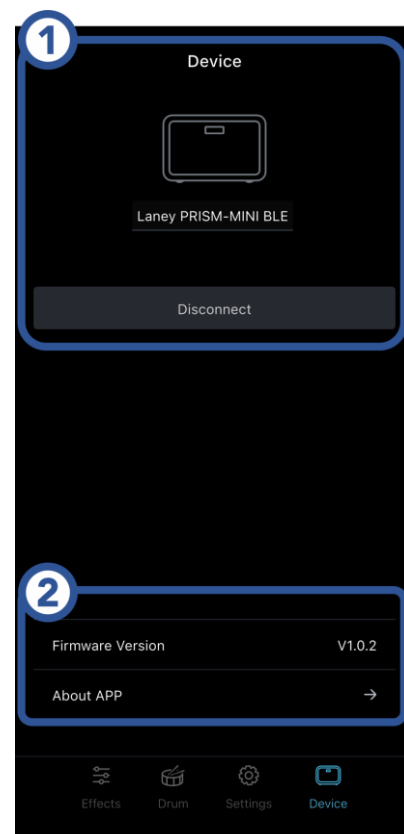 1
Device
Laney PRISM-MINI BLE
Disconnect
2
Firmware Version V1.0.2
About APP →
Effects Drum Settings Device